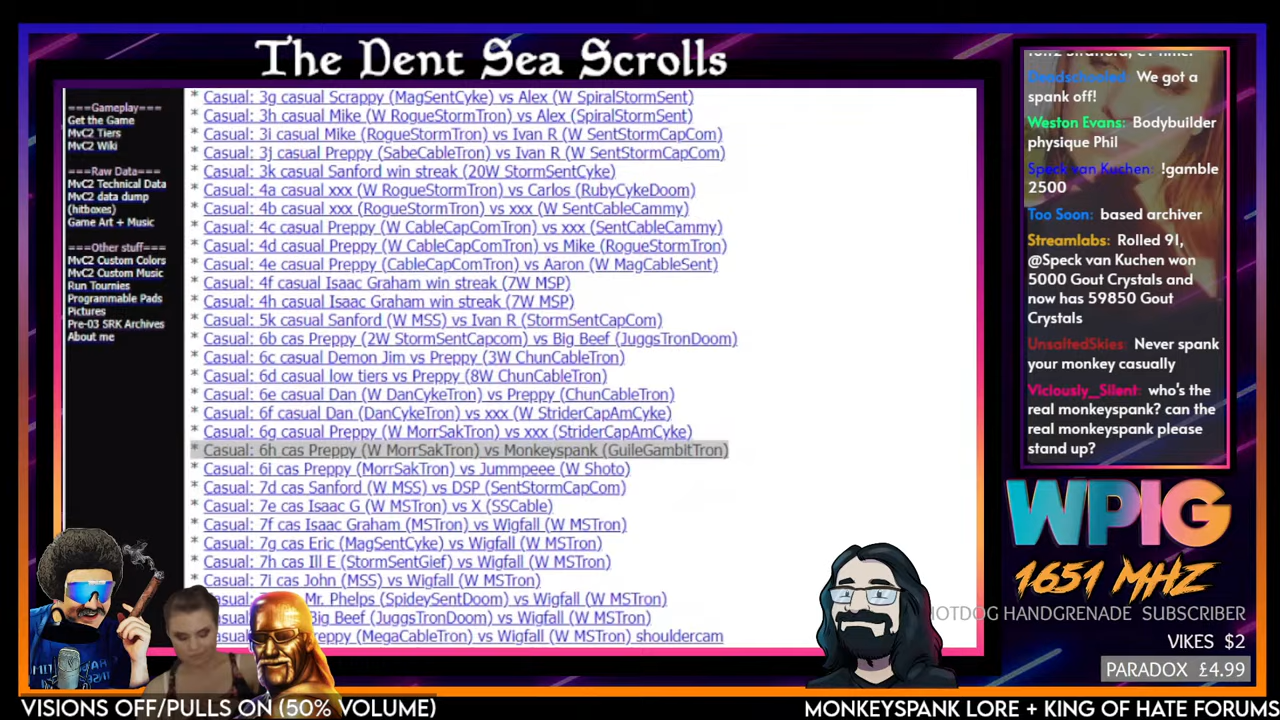 The Dent Sea Scrolls
===Gameplay===
Get the Game
MvC2 Tiers
MvC2 Wiki
===Raw Data===
MvC2 Technical Data
MvC2 data dump
(hitboxes)
Game Art + Music
===Other stuff===
MvC2 Custom Colors
MvC2 Custom Music
Run Tournies
Programmable Pads
Pictures
Pre-03 SRK Archives
About me
* Casual: 3g casual Scrappy (MagSentCyke) vs Alex (W SpiralStormSent)
* Casual: 3h casual Mike (W RogueStormTron) vs Alex (SpiralStormSent)
* Casual: 3i casual Mike (RogueStormTron) vs Ivan R (W SentStormCapCom)
* Casual: 3j casual Preppy (SabeCableTron) vs Ivan R (W SentStormCapCom)
* Casual: 3k casual Sanford win streak (20W StormSentCyke)
* Casual: 4a casual xxx (W RogueStormTron) vs Carlos (RubyCykeDoom)
* Casual: 4b casual xxx (RogueStormTron) vs xxx (W SentCableCammy)
* Casual: 4c casual Preppy (W CableCapComTron) vs xxx (SentCableCammy)
* Casual: 4d casual Preppy (W CableCapComTron) vs Mike (RogueStormTron)
* Casual: 4e casual Preppy (CableCapComTron) vs Aaron (W MagCableSent)
* Casual: 4f casual Isaac Graham win streak (7W MSP)
* Casual: 4h casual Isaac Graham win streak (7W MSP)
* Casual: 5k casual Sanford (W MSS) vs Ivan R (StormSentCapCom)
* Casual: 6b cas Preppy (2W StormSentCapcom) vs Big Beef (JuggsTronDoom)
* Casual: 6c casual Demon Jim vs Preppy (3W ChunCableTron)
* Casual: 6d casual low tiers vs Preppy (8W ChunCableTron)
* Casual: 6e casual Dan (W DanCykeTron) vs Preppy (ChunCableTron)
* Casual: 6f casual Dan (DanCykeTron) vs xxx (W StriderCapAmCyke)
* Casual: 6g casual Preppy (W MorrSakTron) vs xxx (StriderCapAmCyke)
* Casual: 6h cas Preppy (W MorrSakTron) vs Monkeyspank (GuileGambitTron)
* Casual: 6i cas Preppy (MorrSakTron) vs Jummpeee (W Shoto)
* Casual: 7d cas Sanford (W MSS) vs DSP (SentStormCapCom)
* Casual: 7e cas Isaac G (W MSTron) vs X (SSCable)
* Casual: 7f cas Isaac Graham (MSTron) vs Wigfall (W MSTron)
* Casual: 7g cas Eric (MagSentCyke) vs Wigfall (W MSTron)
* Casual: 7h cas Ill E (StormSentGief) vs Wigfall (W MSTron)
* Casual: 7i cas John (MSS) vs Wigfall (W MSTron)
Mr. Phelps (SpideySentDoom) vs Wigfall (W MSTron)
Big Beef (JuggsTronDoom) vs Wigfall (W MSTron)
(MegaCableTron) vs Wigfall (W MSTron) shouldercam
Deadschooled: We got a
spank off!
Weston Evans: Bodybuilder
physique Phil
Speck van Kuchen: !gamble
2500
Too Soon: based archiver
Streamlabs: Rolled 91,
@Speck van Kuchen won
5000 Gout Crystals and
now has 59850 Gout
Crystals
UnsaltedSkies: Never spank
your monkey casually
Viciously_Silent: who's the
real monkeyspank? can the
real monkeyspank please
stand up?
WPIG
1651 MHZ
HOTDOG HANDGRENADE SUBSCRIBER
VIKES $2
PARADOX £4.99
VISIONS OFF/PULLS ON (50% VOLUME)
MONKEYSPANK LORE + KING OF HATE FORUMS